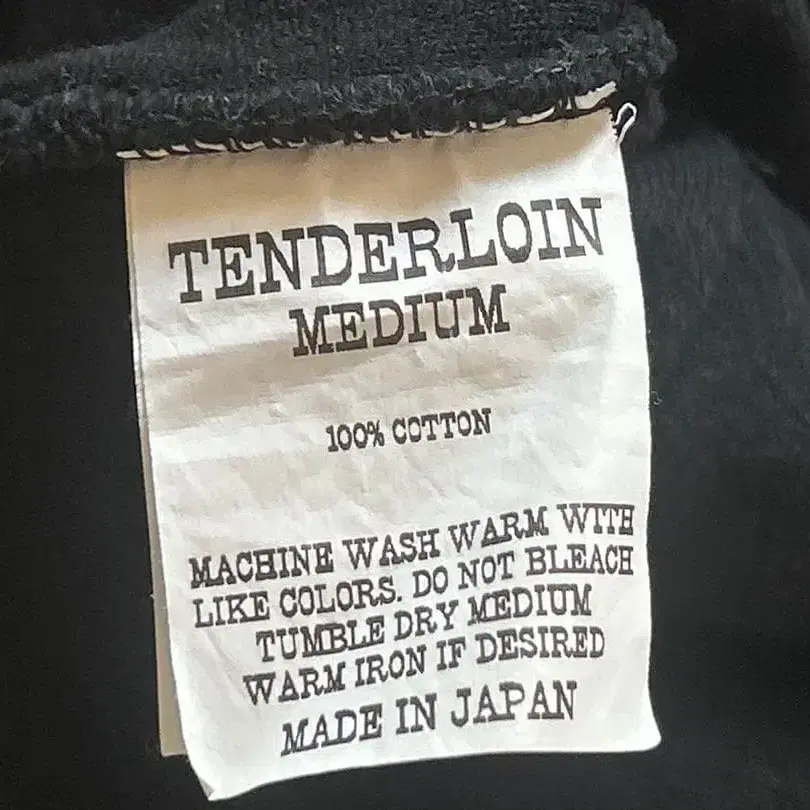 TENDERLOIN
MEDIUM
100% COTTON
MACHINE WASH WARM WITH
LIKE COLORS. DO NOT BLEACH
TUMBLE DRY MEDIUM
WARM IRON IF DESIRED
MADE IN JAPAN